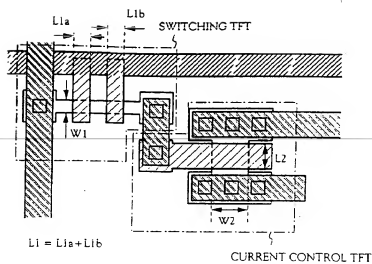 L1a
L1b
SWITCHING TFT
W1
L2
W2
L1 = L1a+L1b
CURRENT CONTROL TFT